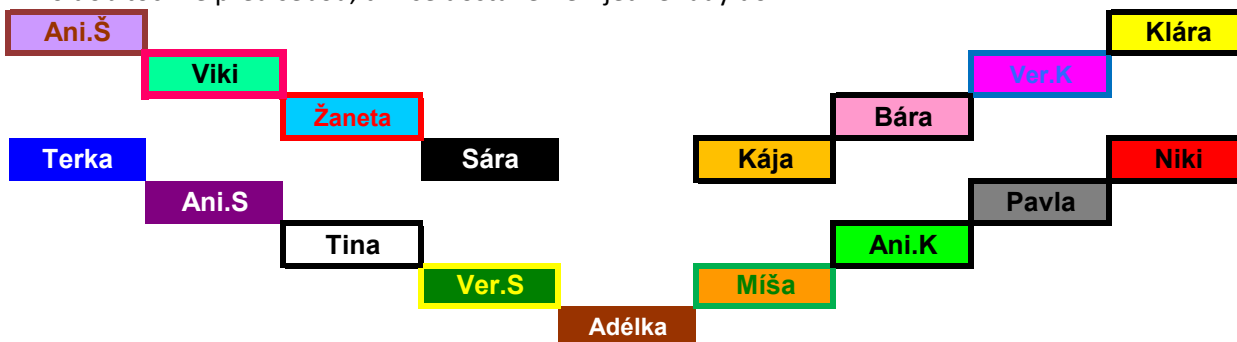 Ani.Š Klára
Viki Ver.K
Žaneta Bára
Terka Sára Kája Niki
Ani.S Pavla
Tina Ani.K
Ver.S Míša
Adélka